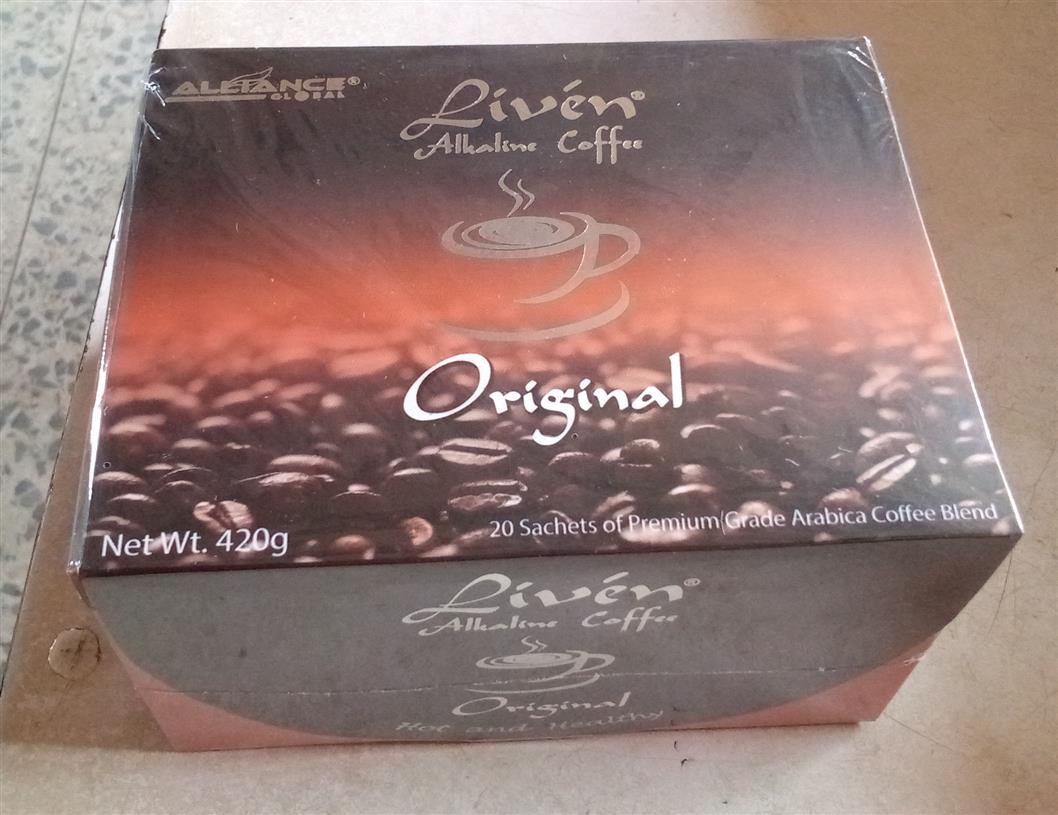 ALLIANCE®
GLOBAL
Livén®
Alkaline Coffee
Original
Net Wt. 420g
20 Sachets of Premium Grade Arabica Coffee Blend
Livén®
Alkaline Coffee
Original
Hot and Healthy